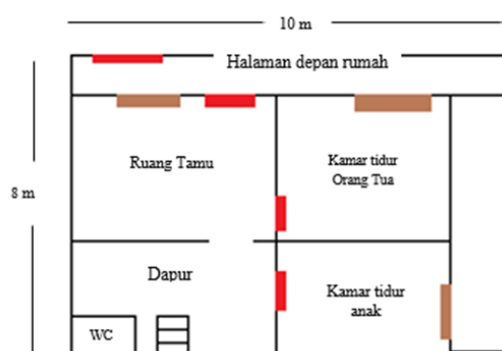 10 m
Halaman depan rumah
Ruang Tamu
Kamar tidur
Orang Tua
8 m
Dapur
Kamar tidur
anak
WC